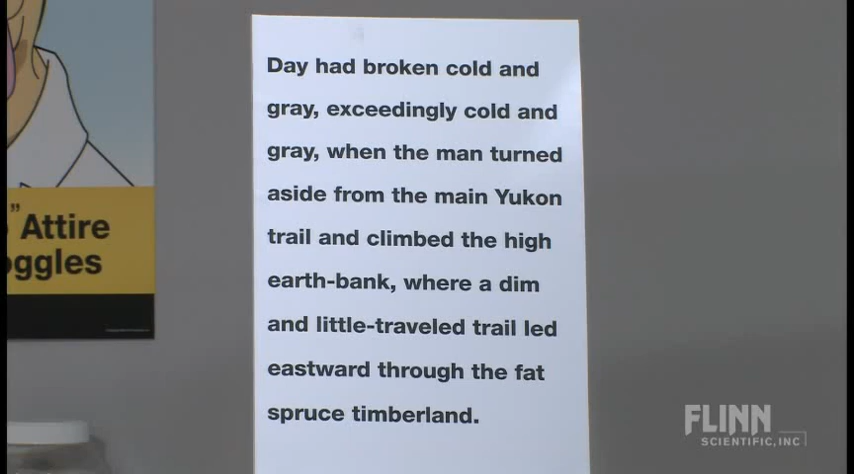 Day had broken cold and
gray, exceedingly cold and
gray, when the man turned
aside from the main Yukon
trail and climbed the high
earth-bank, where a dim
and little-traveled trail led
eastward through the fat
spruce timberland.
" Attire
oggles
FLINN
SCIENTIFIC, INC